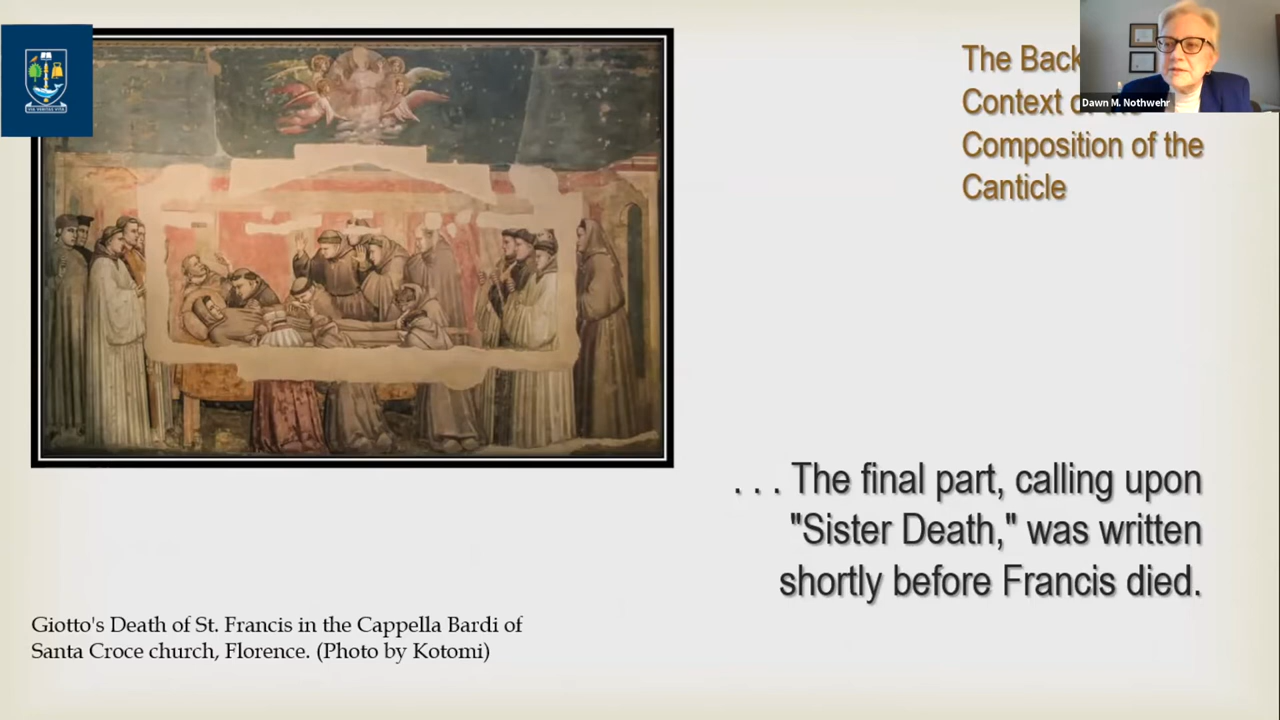 The Back
Context o the
Composition of the
Canticle
Dawn M. Nothwehr
. . . The final part, calling upon
"Sister Death," was written
shortly before Francis died.
Giotto's Death of St. Francis in the Cappella Bardi of
Santa Croce church, Florence. (Photo by Kotomi)